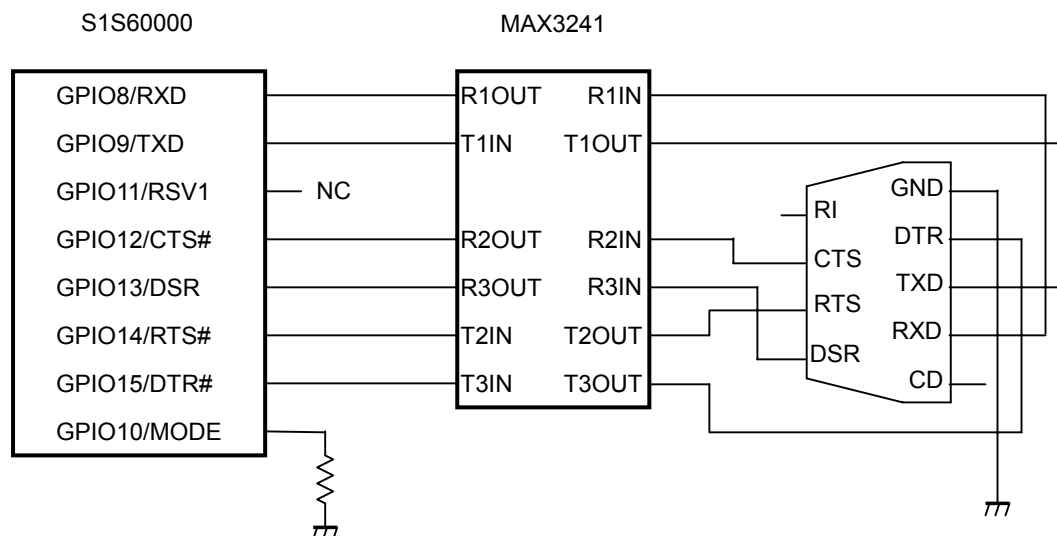 S1S60000
MAX3241
GPIO8/RXD
GPIO9/TXD
GPIO11/RSV1
GPIO12/CTS#
GPIO13/DSR
GPIO14/RTS#
GPIO15/DTR#
GPIO10/MODE
NC
R1OUT R1IN
T1IN T1OUT
R2OUT R2IN
R3OUT R3IN
T2IN T2OUT
T3IN T3OUT
RI
CTS
RTS
DSR
GND
DTR
TXD
RXD
CD